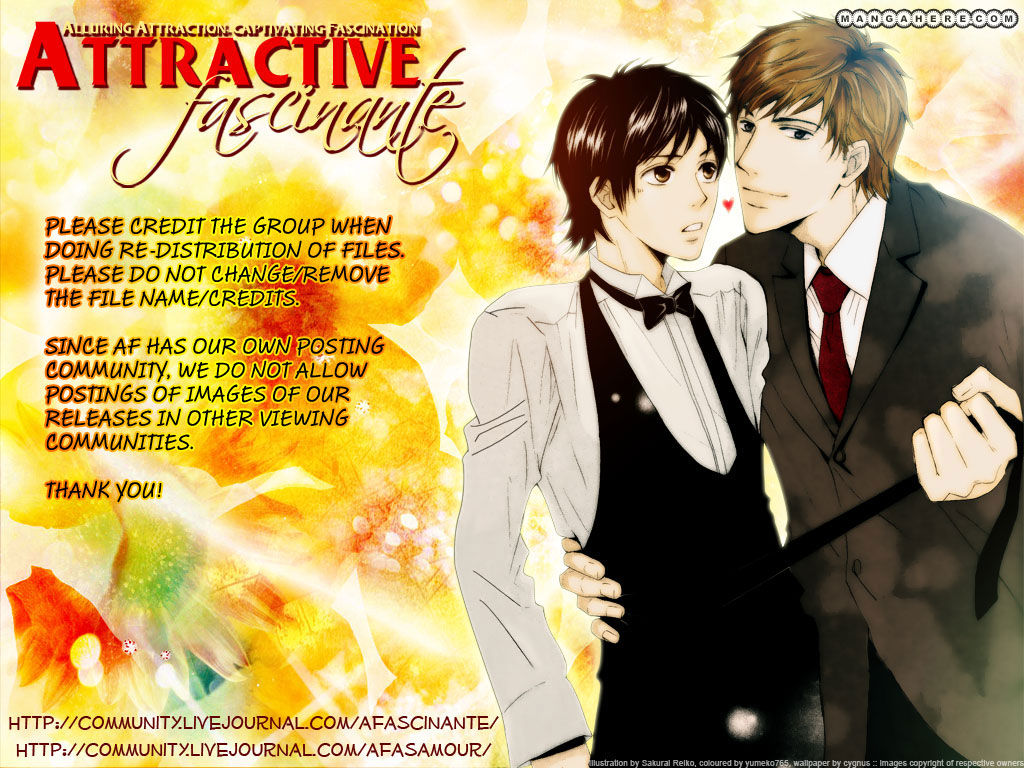 MANGAHERE.COM
ALLURING ATTRACTION. CAPTIVATING FASCINATION
ATTRACTIVE
fascinante
PLEASE CREDIT THE GROUP WHEN
DOING RE-DISTRIBUTION OF FILES.
PLEASE DO NOT CHANGE/REMOVE
THE FILE NAME/CREDITS.
SINCE AF HAS OUR OWN POSTING
COMMUNITY, WE DO NOT ALLOW
POSTINGS OF IMAGES OF OUR
RELEASES IN OTHER VIEWING
COMMUNITIES.
THANK YOU!
HTTP://COMMUNITY.LIVEJOURNAL.COM/AFASCINANTE/
HTTP://COMMUNITY.LIVEJOURNAL.COM/AFASAMOUR/
Illustration by Sakurai Reiko, coloured by yumeko765, wallpaper by cygnus :: Images copyright of respective owners